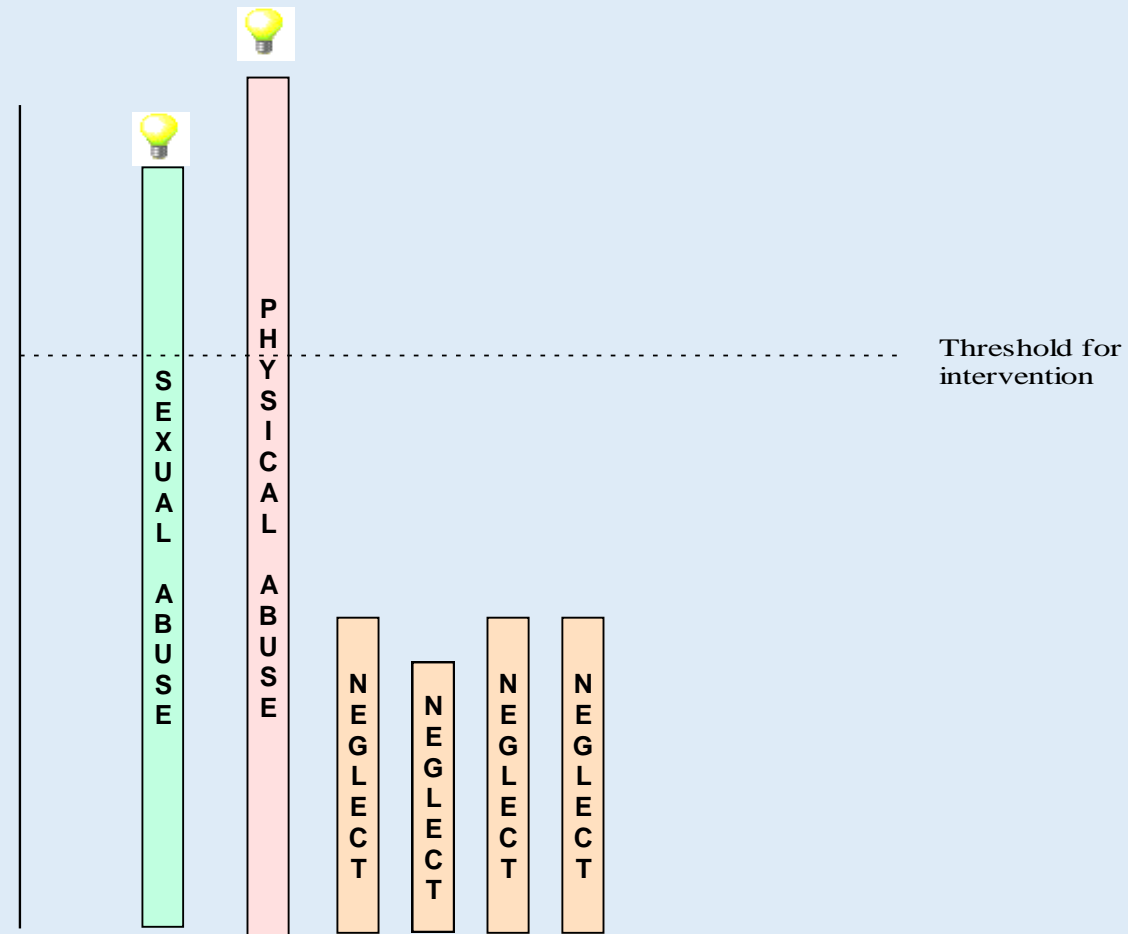 SEXUAL ABUSE
PHYSICAL ABUSE
NEGLECT
NEGLECT
NEGLECT
NEGLECT
Threshold for
intervention